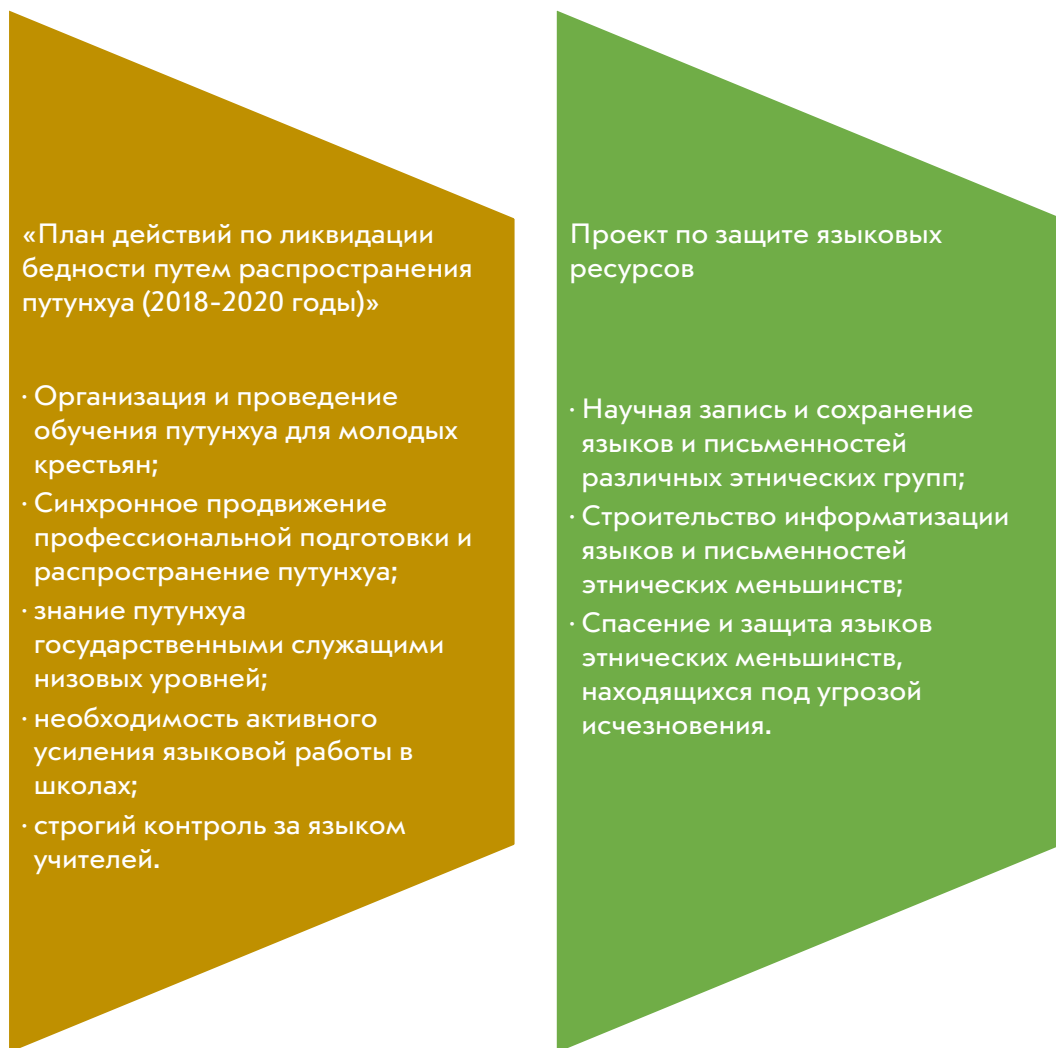 «План действий по ликвидации
бедности путем распространения
путунхуа (2018-2020 годы)»
· Организация и проведение
обучения путунхуа для молодых
крестьян;
· Синхронное продвижение
профессиональной подготовки и
распространение путунхуа;
· знание путунхуа
государственными служащими
низовых уровней;
· необходимость активного
усиления языковой работы в
школах;
· строгий контроль за языком
учителей.
Проект по защите языковых
ресурсов
· Научная запись и сохранение
языков и письменностей
различных этнических групп;
· Строительство информатизации
языков и письменностей
этнических меньшинств;
· Спасение и защита языков
этнических меньшинств,
находящихся под угрозой
исчезновения.